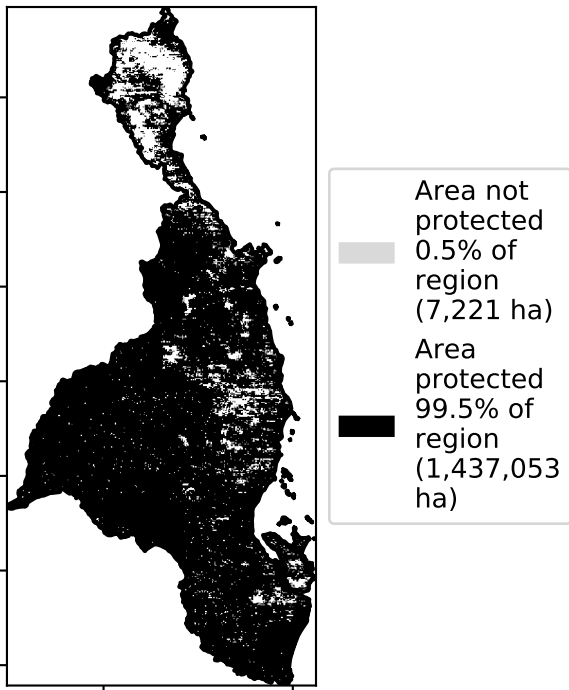 Area not
protected
0.5% of
region
(7,221 ha)
Area
protected
99.5% of
region
(1,437,053
ha)